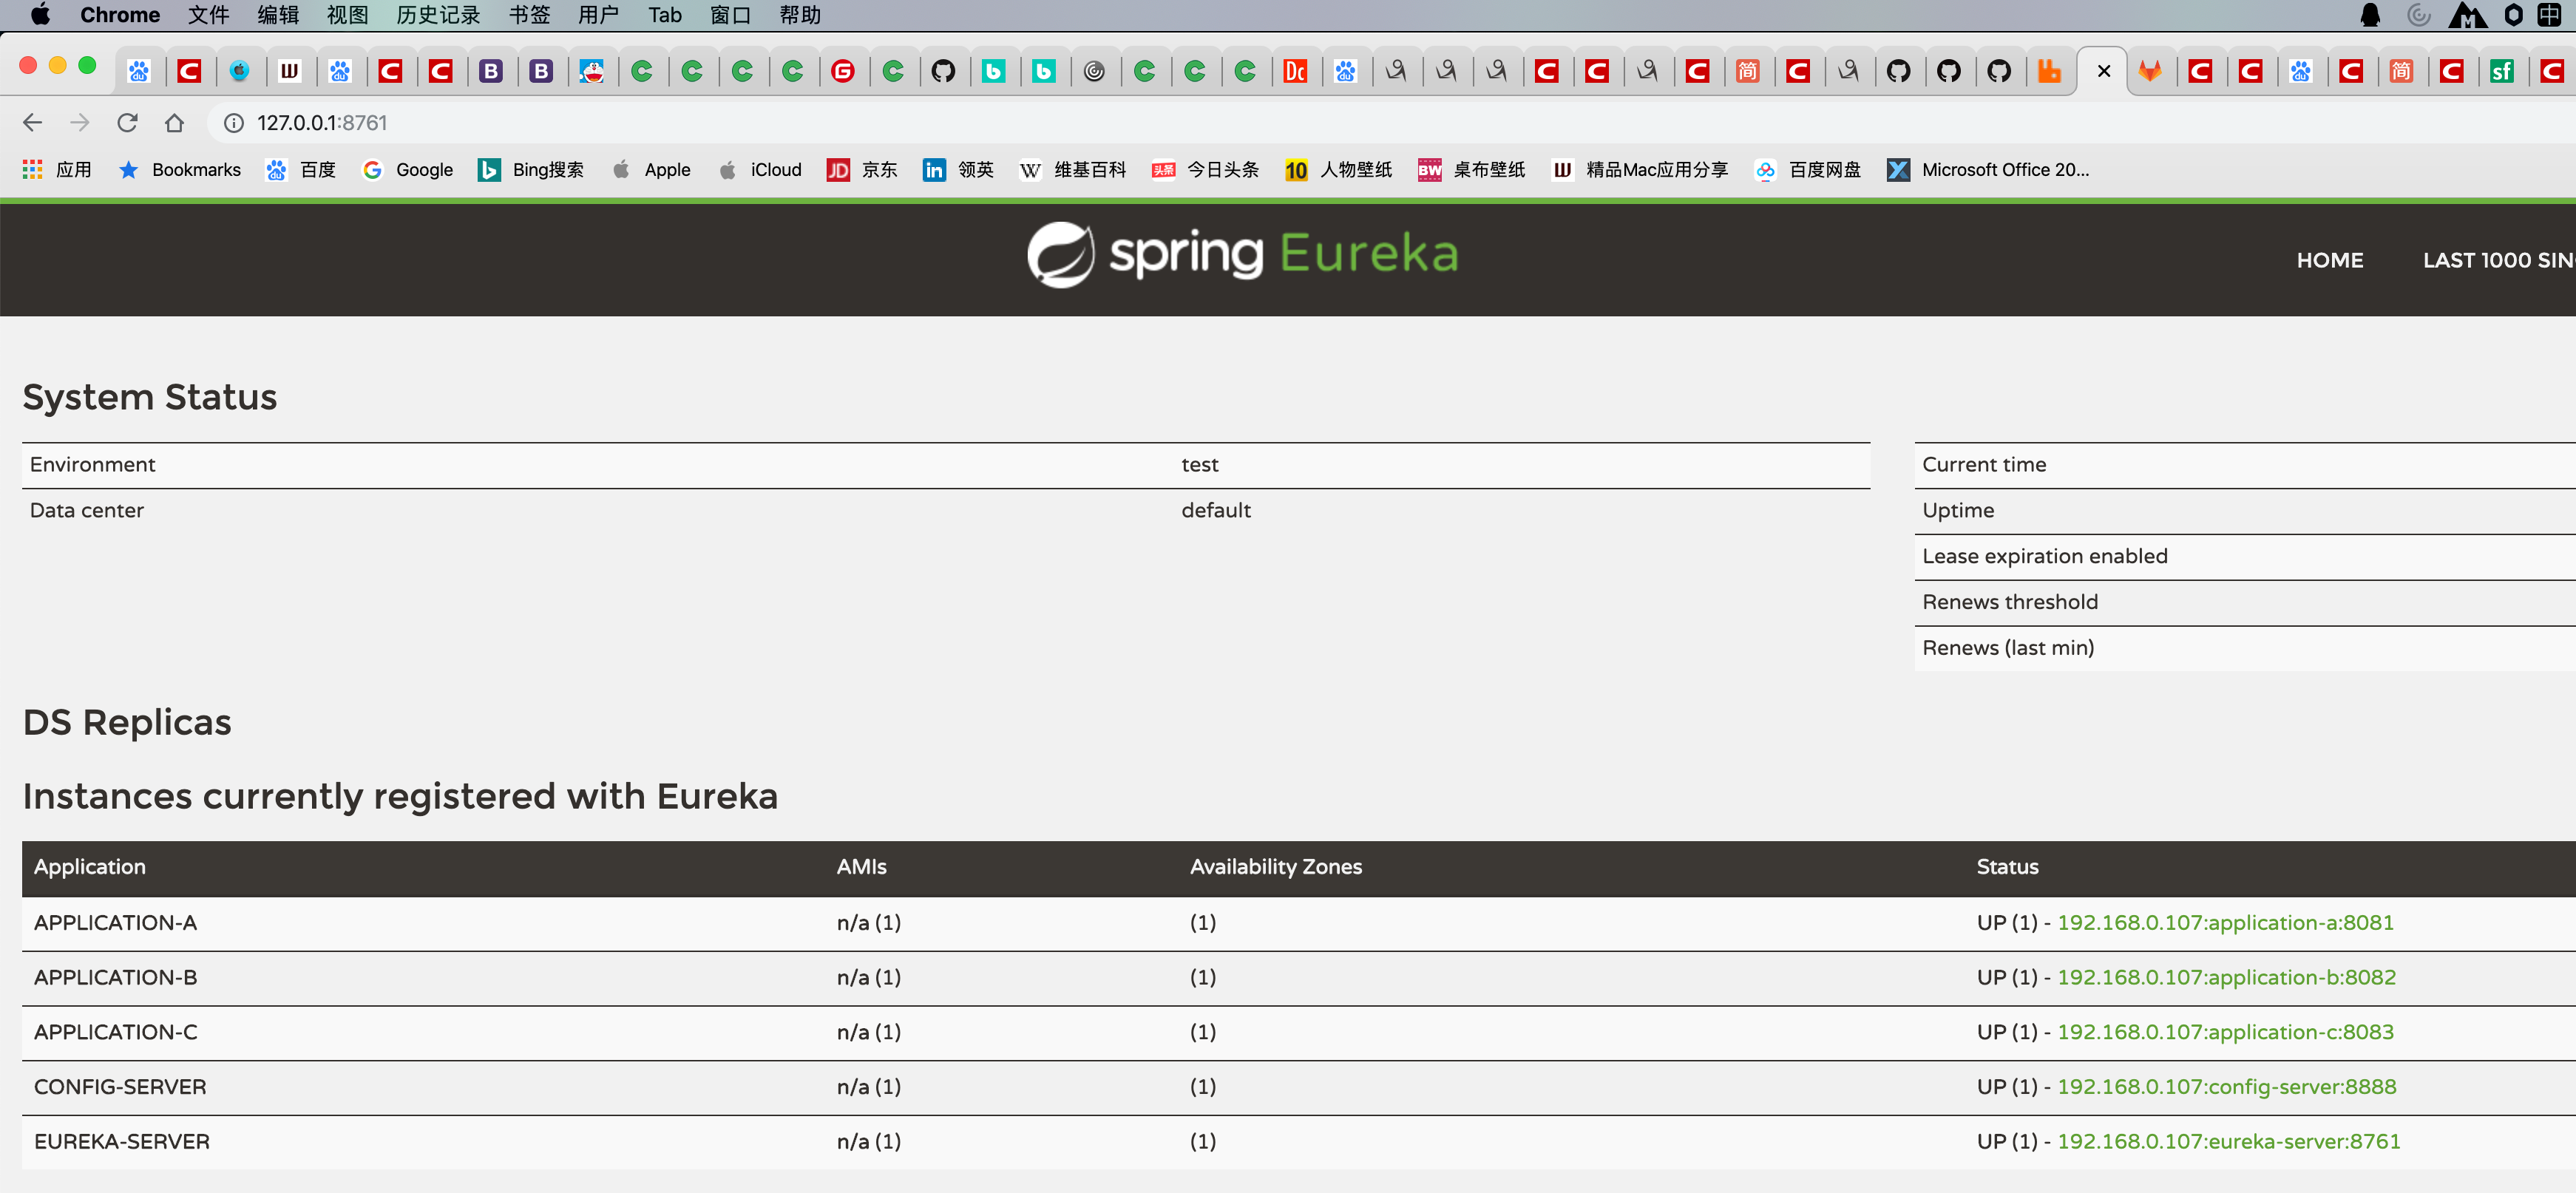 Chrome 文件 编辑 视图 历史记录 书签 用户 Tab 窗口 帮助
127.0.0.1:8761
应用 Bookmarks 百度 Google Bing搜索 Apple iCloud 京东 领英 维基百科 今日头条 人物壁纸 桌布壁纸 精品Mac应用分享 百度网盘 Microsoft Office 20...
spring Eureka
HOME LAST 1000 SIN
System Status
Environment test
Data center default
Current time
Uptime
Lease expiration enabled
Renews threshold
Renews (last min)
DS Replicas
Instances currently registered with Eureka
Application AMIs Availability Zones Status
APPLICATION-A n/a (1) (1) UP (1) - 192.168.0.107:application-a:8081
APPLICATION-B n/a (1) (1) UP (1) - 192.168.0.107:application-b:8082
APPLICATION-C n/a (1) (1) UP (1) - 192.168.0.107:application-c:8083
CONFIG-SERVER n/a (1) (1) UP (1) - 192.168.0.107:config-server:8888
EUREKA-SERVER n/a (1) (1) UP (1) - 192.168.0.107:eureka-server:8761